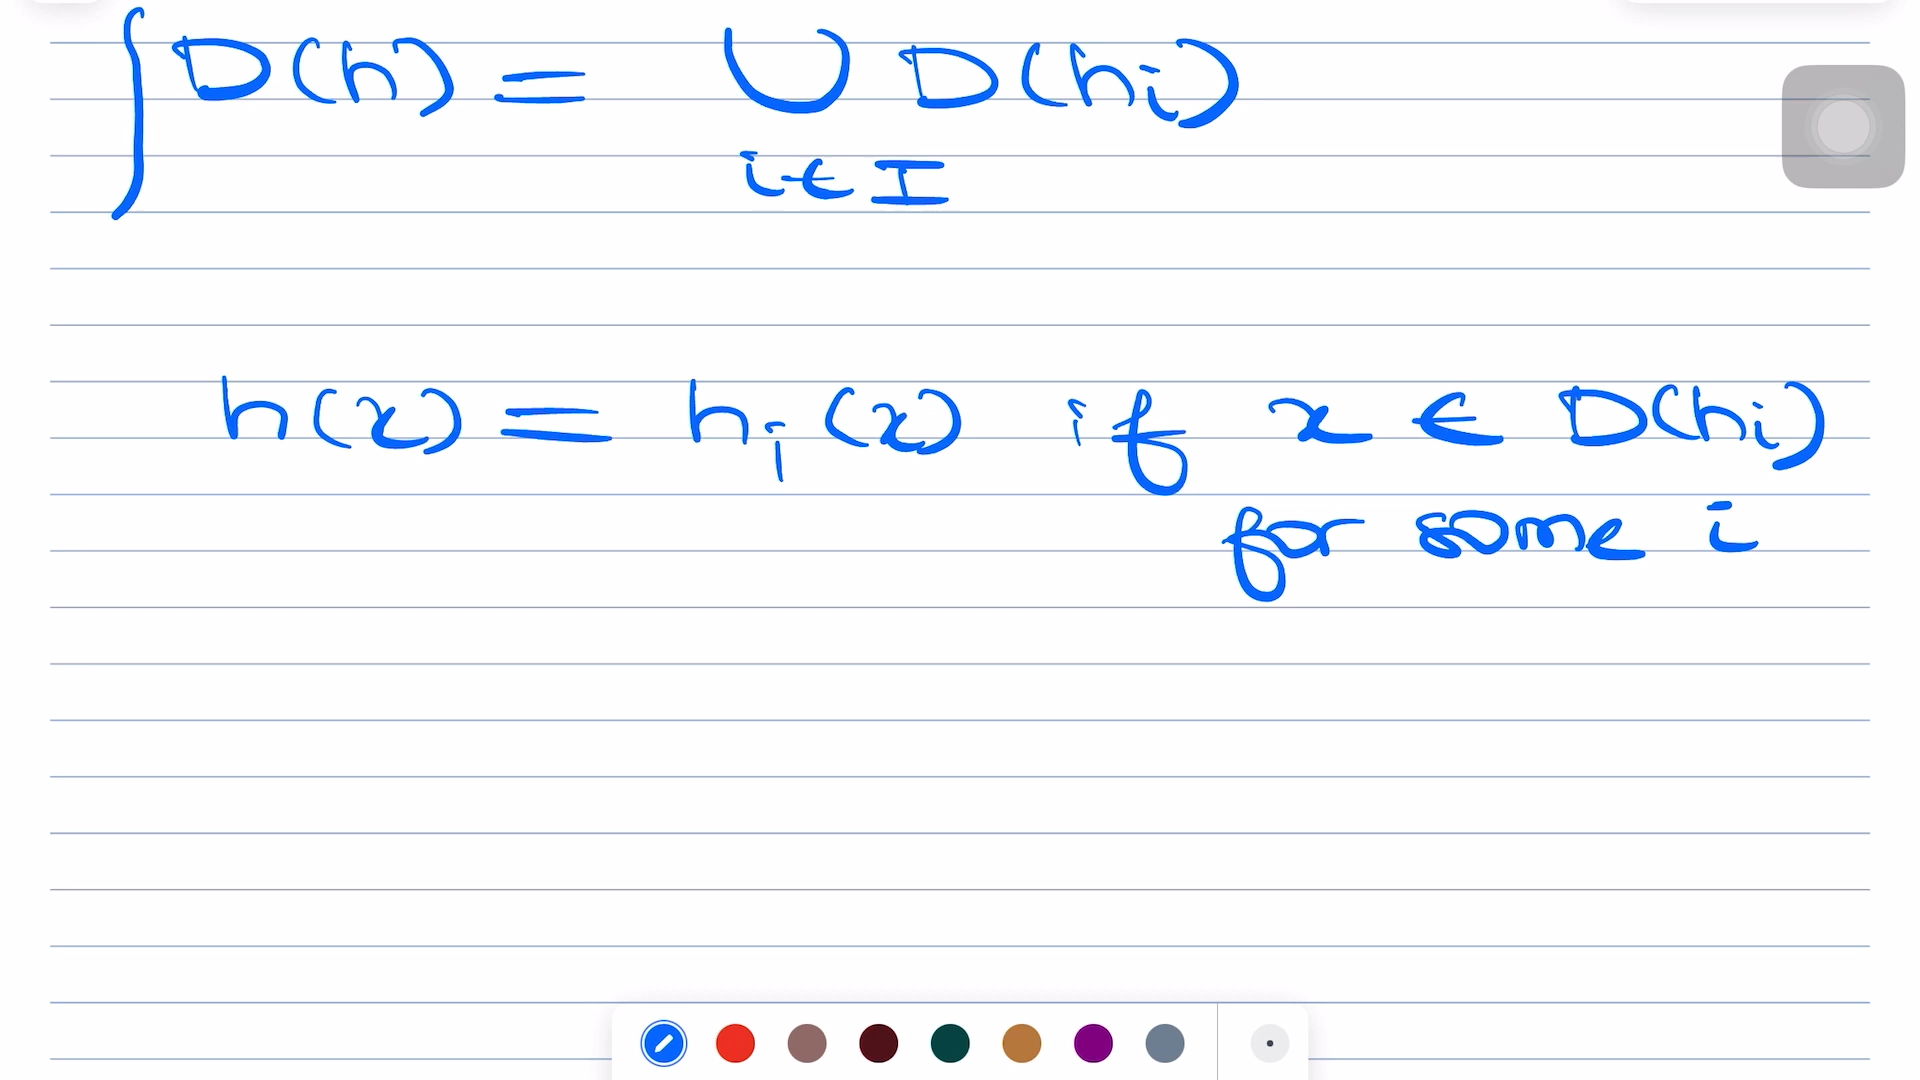 D(h) = ∪ D(hi)
i ∈ I
h(x) = hi(x) if x ∈ D(hi)
for some i